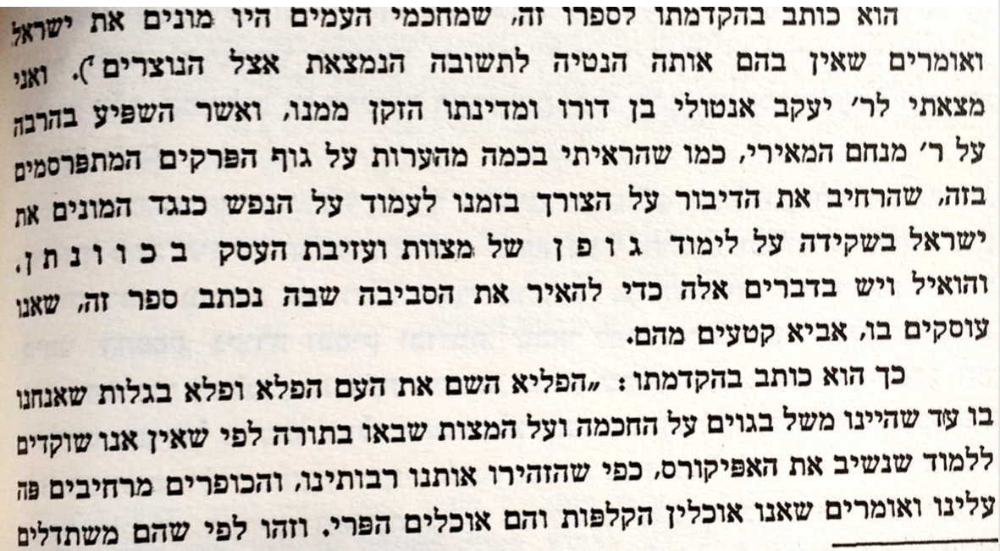 הוא כותב בהקדמתו לספרו זה, שמחכמי העמים היו מונים את ישראל
ואומרים שאין בהם אותה הנטיה לתשובה הנמצאת אצל הנוצרים (ד). ואני
מצאתי לר׳ יעקב אנטולי בן דורו ומדינתו הזקן ממנו, ואשר השפיע בהרבה
על ר׳ מנחם המאירי, כמו שהראיתי בכמה מהערות על גוף הפרקים המתפרסמים
בזה, שהרחיב את הדיבור על הצורך בזמנו לעמוד על הנפש כנגד המונים את
ישראל בשקידה על לימוד ג ו פ ן של מצוות ועזיבת העסק ב כ ו ו נ ת ן.
והואיל ויש בדברים אלה כדי להאיר את הסביבה שבה נכתב ספר זה, שאנו
עוסקים בו, אביא קטעים מהם.
כך הוא כותב בהקדמתו: „הפליא השם את העם הפלא ופלא בגלות שאנחנו
בו עד שהיינו משל בגוים על החכמה ועל המצות שבאו בתורה לפי שאין אנו שוקדים
ללמוד שנשיב את האפיקורס, כפי שהזהירו אותנו רבותינו, והכופרים מרחיבים פה
עלינו ואומרים שאנו אוכלין הקלפות והם אוכלים הפרי. וזהו לפי שהם משתדלים